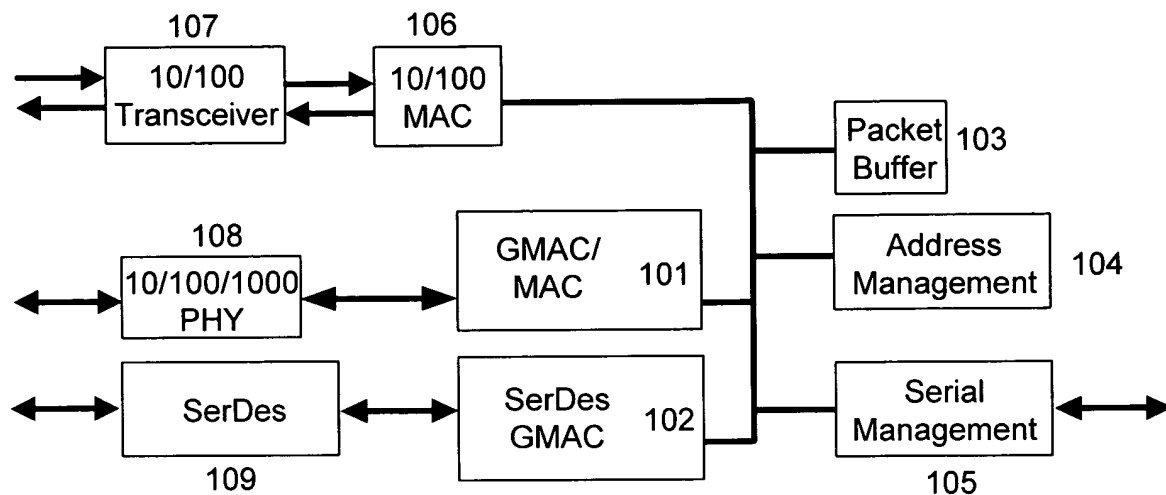 107
106
10/100
Transceiver
10/100
MAC
Packet
Buffer
103
108
10/100/1000
PHY
GMAC/
MAC
101
Address
Management
104
SerDes
109
SerDes
GMAC
102
Serial
Management
105